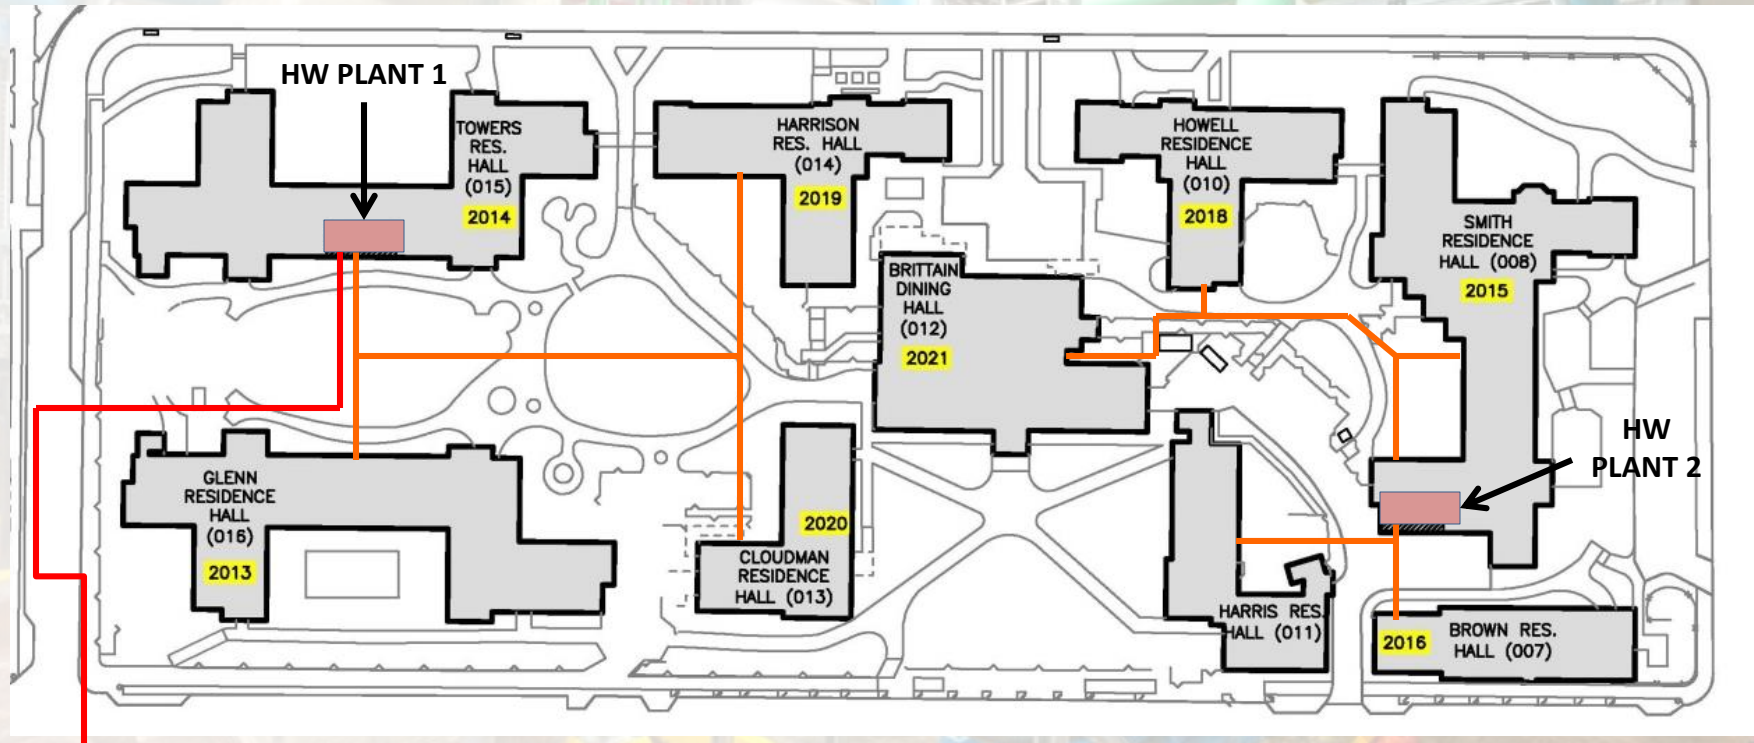 HW PLANT 1
TOWERS
RES.
HALL
(015)
2014
HARRISON
RES. HALL
(014)
2019
HOWELL
RESIDENCE
HALL
(010)
2018
SMITH
RESIDENCE
HALL (008)
2015
BRITTAIN
DINING
HALL
(012)
2021
HW
PLANT 2
GLENN
RESIDENCE
HALL
(016)
2013
2020
CLOUDMAN
RESIDENCE
HALL (013)
HARRIS RES.
HALL (011)
2016
BROWN RES.
HALL (007)